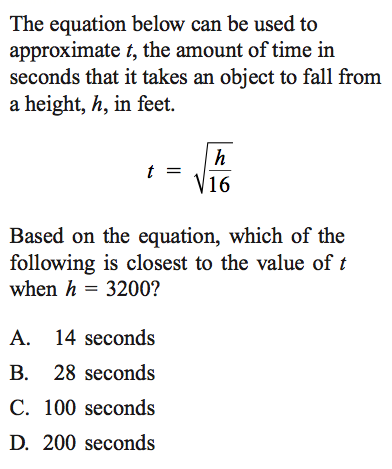 The equation below can be used to
approximate t, the amount of time in
seconds that it takes an object to fall from
a height, h, in feet.
t = √(h/16)
Based on the equation, which of the
following is closest to the value of t
when h = 3200?
A. 14 seconds
B. 28 seconds
C. 100 seconds
D. 200 seconds